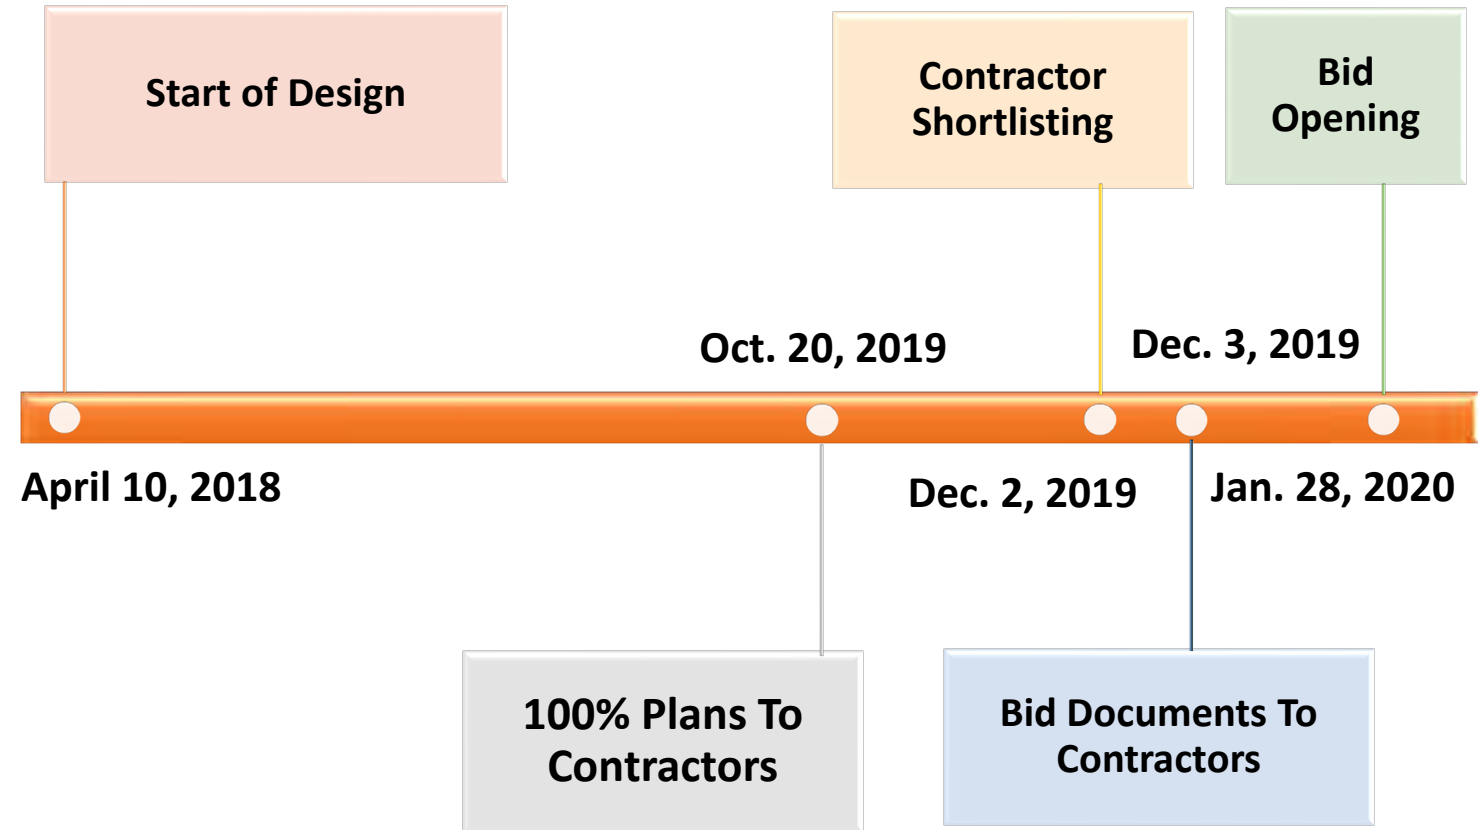 Start of Design
Contractor
Shortlisting
Bid
Opening
Oct. 20, 2019
Dec. 3, 2019
April 10, 2018
Dec. 2, 2019
Jan. 28, 2020
100% Plans To
Contractors
Bid Documents To
Contractors